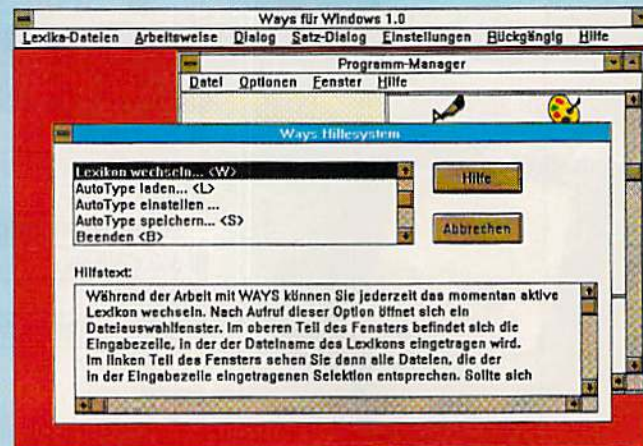 Ways für Windows 1.0
Lexika-Dateien Arbeitsweise Dialog Satz-Dialog Einstellungen Rückgängig Hilfe
Programm-Manager
Datei Optionen Fenster Hilfe
Ways Hilfesystem
Lexikon wechseln... <W>
AutoType laden... <L>
AutoType einstellen ...
AutoType speichern... <S>
Beenden <B>
Hilfe
Abbrechen
Hilfstext:
Während der Arbeit mit WAYS können Sie jederzeit das momentan aktive
Lexikon wechseln. Nach Aufruf dieser Option öffnet sich ein
Dateiauswahlfenster. Im oberen Teil des Fensters befindet sich die
Eingabezeile, in der der Dateiname des Lexikons eingetragen wird.
Im linken Teil des Fensters sehen Sie dann alle Dateien, die der
in der Eingabezeile eingetragenen Selektion entsprechen. Sollte sich